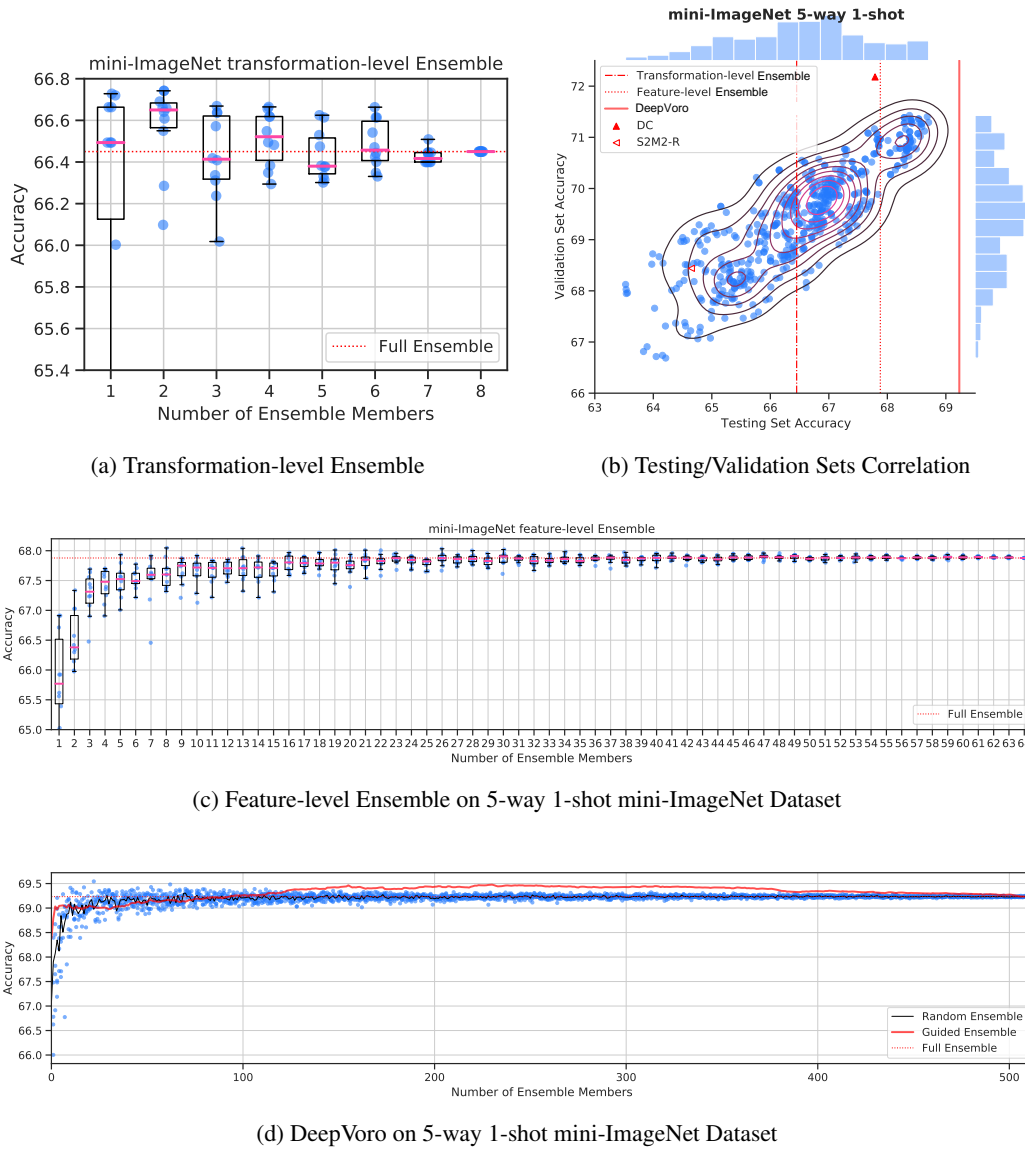 mini-ImageNet transformation-level Ensemble
66.8
66.6
66.4
66.2
66.0
65.8
65.6
65.4
Accuracy
Full Ensemble
1 2 3 4 5 6 7 8
Number of Ensemble Members
(a) Transformation-level Ensemble
mini-ImageNet 5-way 1-shot
Transformation-level Ensemble
Feature-level Ensemble
DeepVoro
DC
S2M2-R
72
71
70
69
68
67
66
Validation Set Accuracy
63 64 65 66 67 68 69
Testing Set Accuracy
(b) Testing/Validation Sets Correlation
mini-ImageNet feature-level Ensemble
68.0
67.5
67.0
66.5
66.0
65.5
65.0
Accuracy
Full Ensemble
1 2 3 4 5 6 7 8 9 10 11 12 13 14 15 16 17 18 19 20 21 22 23 24 25 26 27 28 29 30 31 32 33 34 35 36 37 38 39 40 41 42 43 44 45 46 47 48 49 50 51 52 53 54 55 56 57 58 59 60 61 62 63
Number of Ensemble Members
(c) Feature-level Ensemble on 5-way 1-shot mini-ImageNet Dataset
69.5
69.0
68.5
68.0
67.5
67.0
66.5
66.0
Accuracy
Random Ensemble
Guided Ensemble
Full Ensemble
0 100 200 300 400 500
Number of Ensemble Members
(d) DeepVoro on 5-way 1-shot mini-ImageNet Dataset